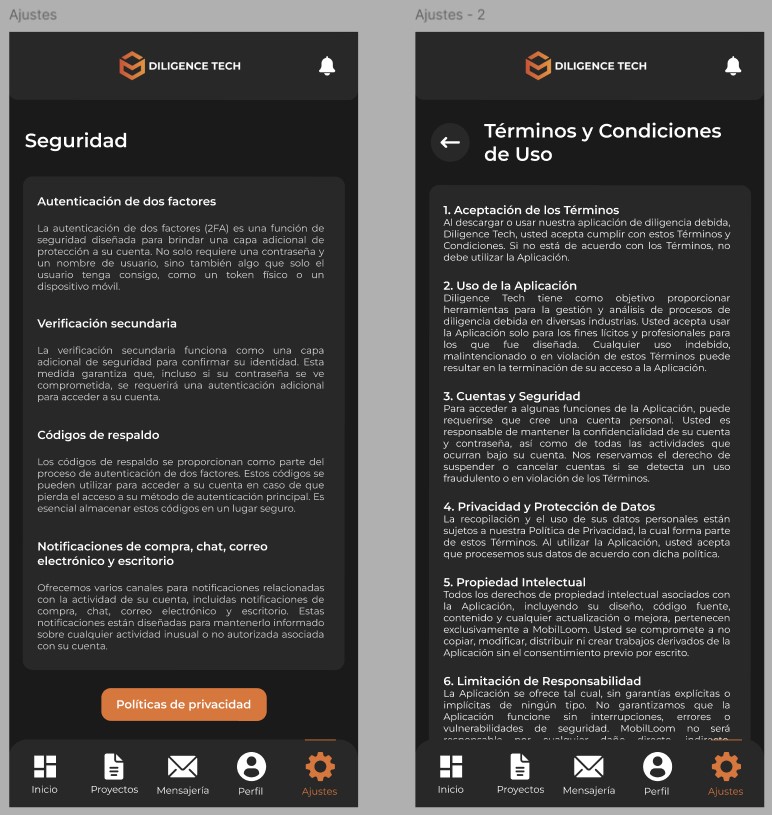 Ajustes
DILIGENCE TECH
Seguridad
Autenticación de dos factores
La autenticación de dos factores (2FA) es una función de
seguridad diseñada para brindar una capa adicional de
protección a su cuenta. No solo requiere una contraseña y
un nombre de usuario, sino también algo que solo el
usuario tenga consigo, como un token físico o un
dispositivo móvil.
Verificación secundaria
La verificación secundaria funciona como una capa
adicional de seguridad para confirmar su identidad. Esta
medida garantiza que, incluso si su contraseña se ve
comprometida, se requerirá una autenticación adicional
para acceder a su cuenta.
Códigos de respaldo
Los códigos de respaldo se proporcionan como parte del
proceso de autenticación de dos factores. Estos códigos se
pueden utilizar para acceder a su cuenta en caso de que
pierda el acceso a su método de autenticación principal. Es
esencial almacenar estos códigos en un lugar seguro.
Notificaciones de compra, chat, correo
electrónico y escritorio
Ofrecemos varios canales para notificaciones relacionadas
con la actividad de su cuenta, incluidas notificaciones de
compra, chat, correo electrónico y escritorio. Estas
notificaciones están diseñadas para mantenerlo informado
sobre cualquier actividad inusual o no autorizada asociada
con su cuenta.
Políticas de privacidad
Inicio
Proyectos
Mensajería
Perfil
Ajustes
Ajustes - 2
DILIGENCE TECH
Términos y Condiciones
de Uso
1. Aceptación de los Términos
Al descargar o usar nuestra aplicación de diligencia debida,
Diligence Tech, usted acepta cumplir con estos Términos y
Condiciones. Si no está de acuerdo con los Términos, no
debe utilizar la Aplicación.
2. Uso de la Aplicación
Diligence Tech tiene como objetivo proporcionar
herramientas para la gestión y análisis de procesos de
diligencia debida en diversas industrias. Usted acepta usar
la Aplicación solo para los fines lícitos y profesionales para
los que fue diseñada. Cualquier uso indebido,
malintencionado o en violación de estos Términos puede
resultar en la terminación de su acceso a la Aplicación.
3. Cuentas y Seguridad
Para acceder a algunas funciones de la Aplicación, puede
requerirse que cree una cuenta personal. Usted es
responsable de mantener la confidencialidad de su cuenta
y contraseña, así como de todas las actividades que
ocurran bajo su cuenta. Nos reservamos el derecho de
suspender o cancelar cuentas si se detecta un uso
fraudulento o en violación de los Términos.
4. Privacidad y Protección de Datos
La recopilación y el uso de sus datos personales están
sujetos a nuestra Política de Privacidad, la cual forma parte
de estos Términos. Al utilizar la Aplicación, usted acepta
que procesemos sus datos de acuerdo con dicha política.
5. Propiedad Intelectual
Todos los derechos de propiedad intelectual asociados con
la Aplicación, incluyendo su diseño, código fuente,
contenido y cualquier actualización o mejora, pertenecen
exclusivamente a MobilLoom. Usted se compromete a no
copiar, modificar, distribuir ni crear trabajos derivados de la
Aplicación sin el consentimiento previo por escrito.
6. Limitación de Responsabilidad
La Aplicación se ofrece tal cual, sin garantías explícitas o
implícitas de ningún tipo. No garantizamos que la
Aplicación funcione sin interrupciones, errores o
vulnerabilidades de seguridad. MobilLoom no será
responsable por cualquier daño directo, indirecto,
Inicio
Proyectos
Mensajería
Perfil
Ajustes